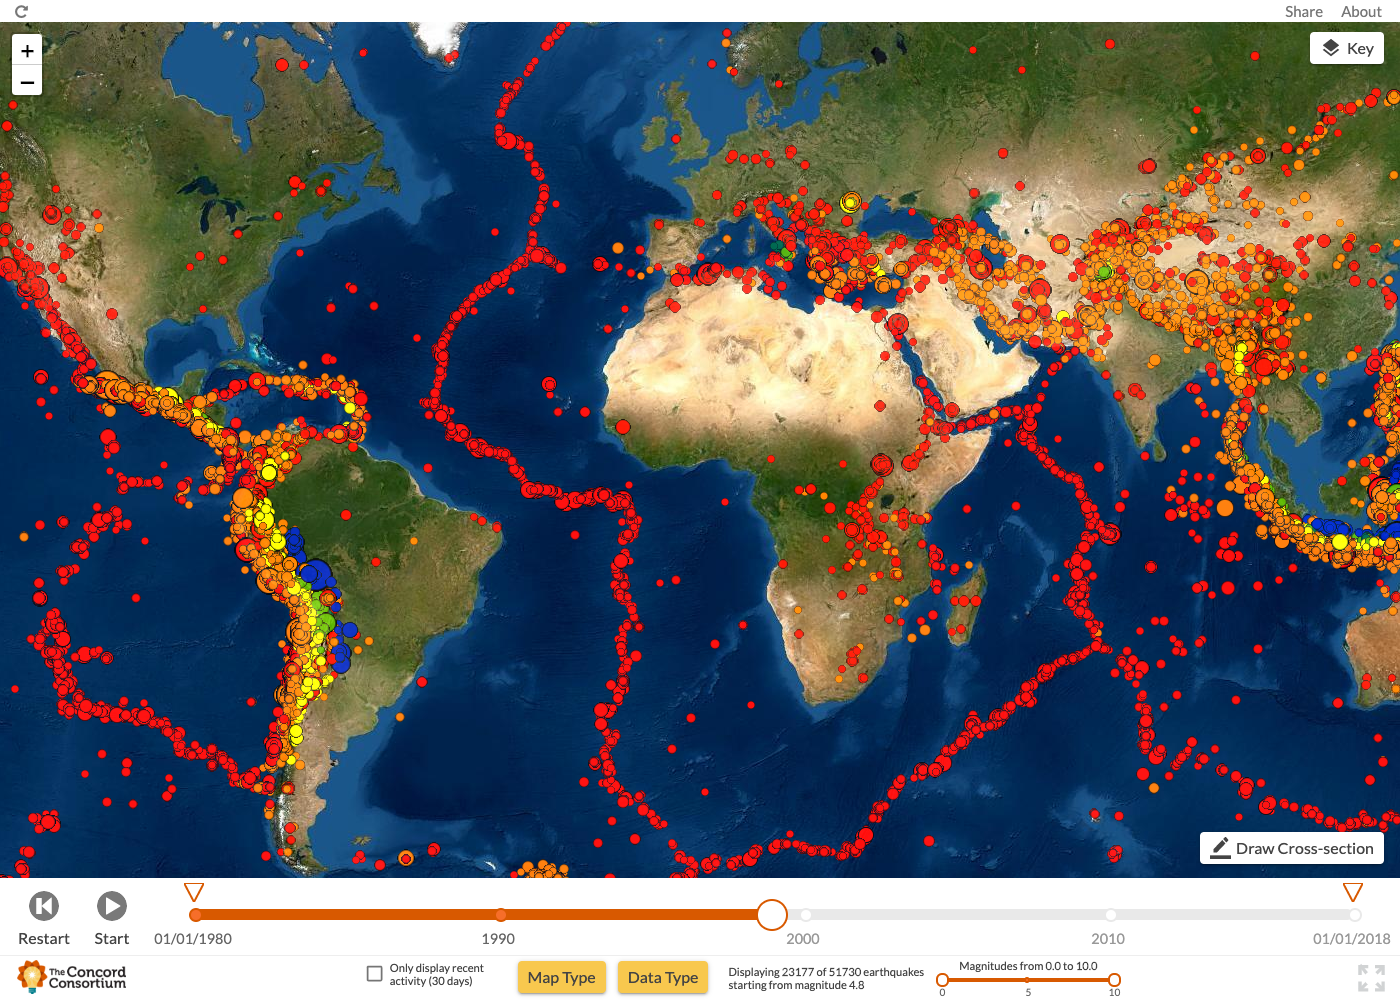 Share About
+
Key
−
Draw Cross-section
Restart Start 01/01/1980 1990 2000 2010 01/01/2018
The Concord Consortium
Only display recent
activity (30 days)
Map Type
Data Type
Displaying 23177 of 51730 earthquakes
starting from magnitude 4.8
Magnitudes from 0.0 to 10.0
0 5 10